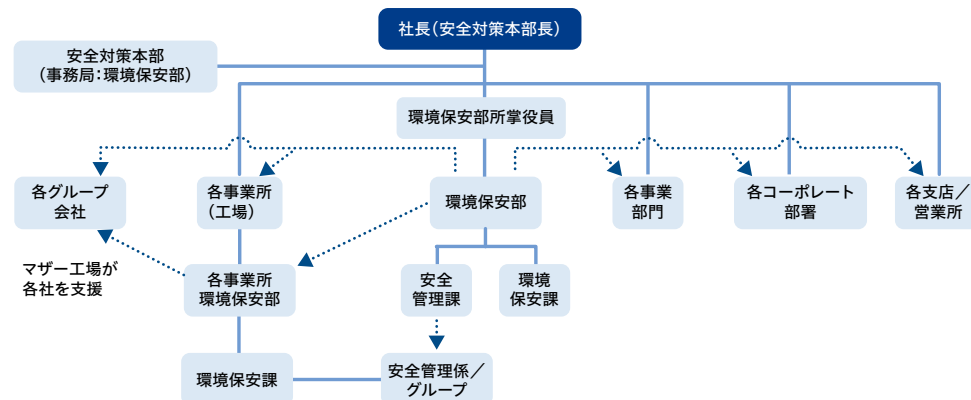 社長（安全対策本部長）
安全対策本部
（事務局：環境保安部）
環境保安部所掌役員
各グループ
会社
各事業所
（工場）
環境保安部
各事業
部門
各コーポレート
部署
各支店／
営業所
マザー工場が
各社を支援
各事業所
環境保安部
安全
管理課
環境
保安課
環境保安課
安全管理係／
グループ